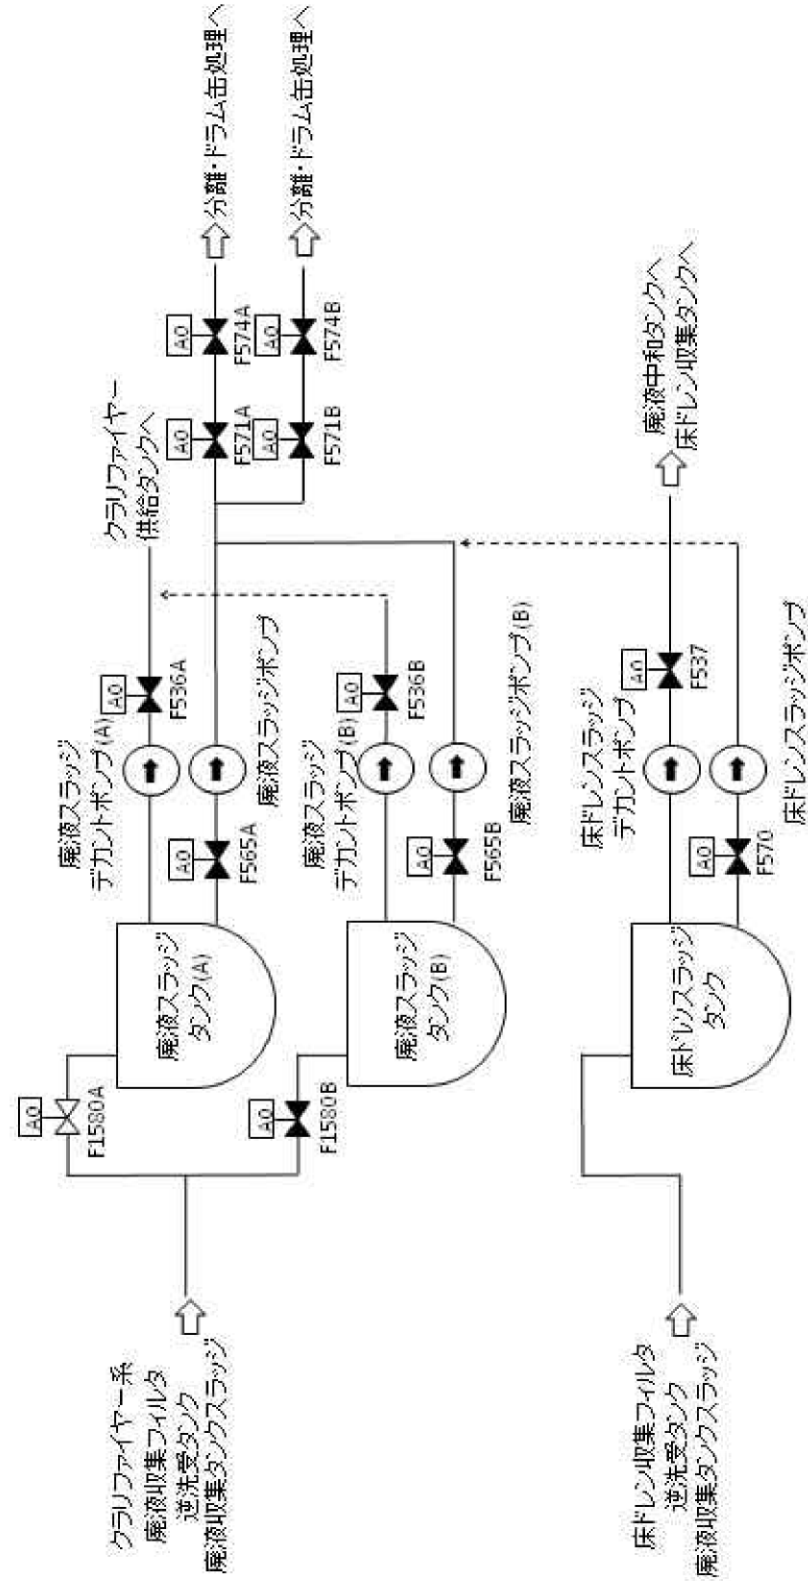 クラリファイヤー系
廃液収集フィルタ
逆洗受タンク
廃液収集タンクスラッジ
AO
F1580A
AO
F1580B
廃液スラッジ
タンク(A)
廃液スラッジ
デカントポンプ(A)
AO
F536A
クラリファイヤー
供給タンクへ
AO
F565A
廃液スラッジポンプ
AO
F571A
AO
F574A
分離・ドラム缶処理へ
AO
F571B
AO
F574B
分離・ドラム缶処理へ
廃液スラッジ
タンク(B)
廃液スラッジ
デカントポンプ(B)
AO
F536B
AO
F565B
廃液スラッジポンプ(B)
床ドレン収集フィルタ
逆洗受タンク
廃液収集タンクスラッジ
床ドレンスラッジ
タンク
床ドレンスラッジ
デカントポンプ
AO
F537
廃液中和タンクへ
床ドレン収集タンクへ
AO
F570
床ドレンスラッジポンプ